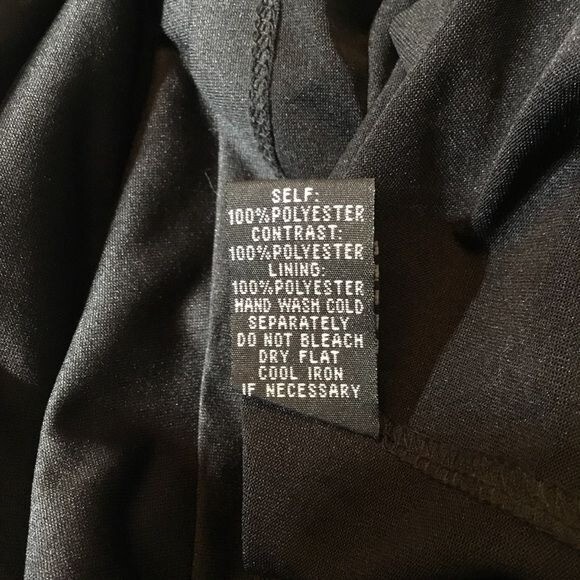 SELF:
100%POLYESTER
CONTRAST:
100%POLYESTER
LINING:
100%POLYESTER
HAND WASH COLD
SEPARATELY
DO NOT BLEACH
DRY FLAT
COOL IRON
IF NECESSARY